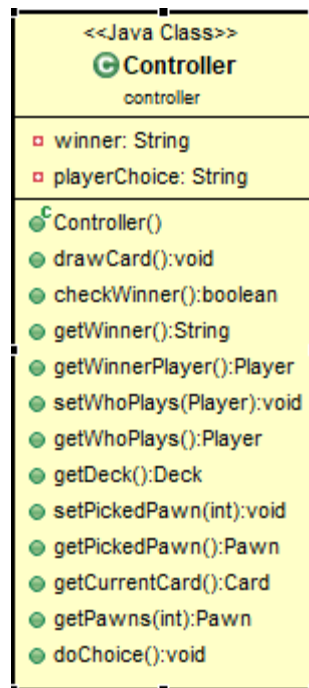 <<Java Class>>
C Controller
controller
winner: String
playerChoice: String
C Controller()
drawCard():void
checkWinner():boolean
getWinner():String
getWinnerPlayer():Player
setWhoPlays(Player):void
getWhoPlays():Player
getDeck():Deck
setPickedPawn(int):void
getPickedPawn():Pawn
getCurrentCard():Card
getPawns(int):Pawn
doChoice():void